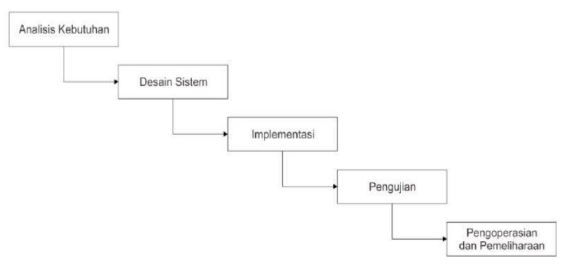 Analisis Kebutuhan
Desain Sistem
Implementasi
Pengujian
Pengoperasian
dan Pemeliharaan